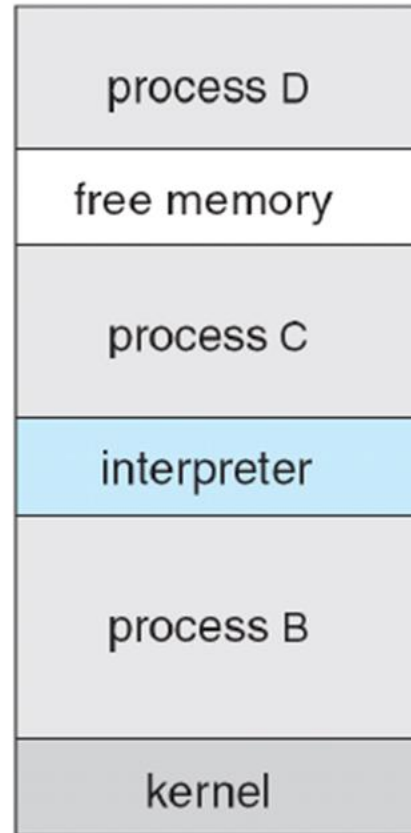 process D
free memory
process C
interpreter
process B
kernel